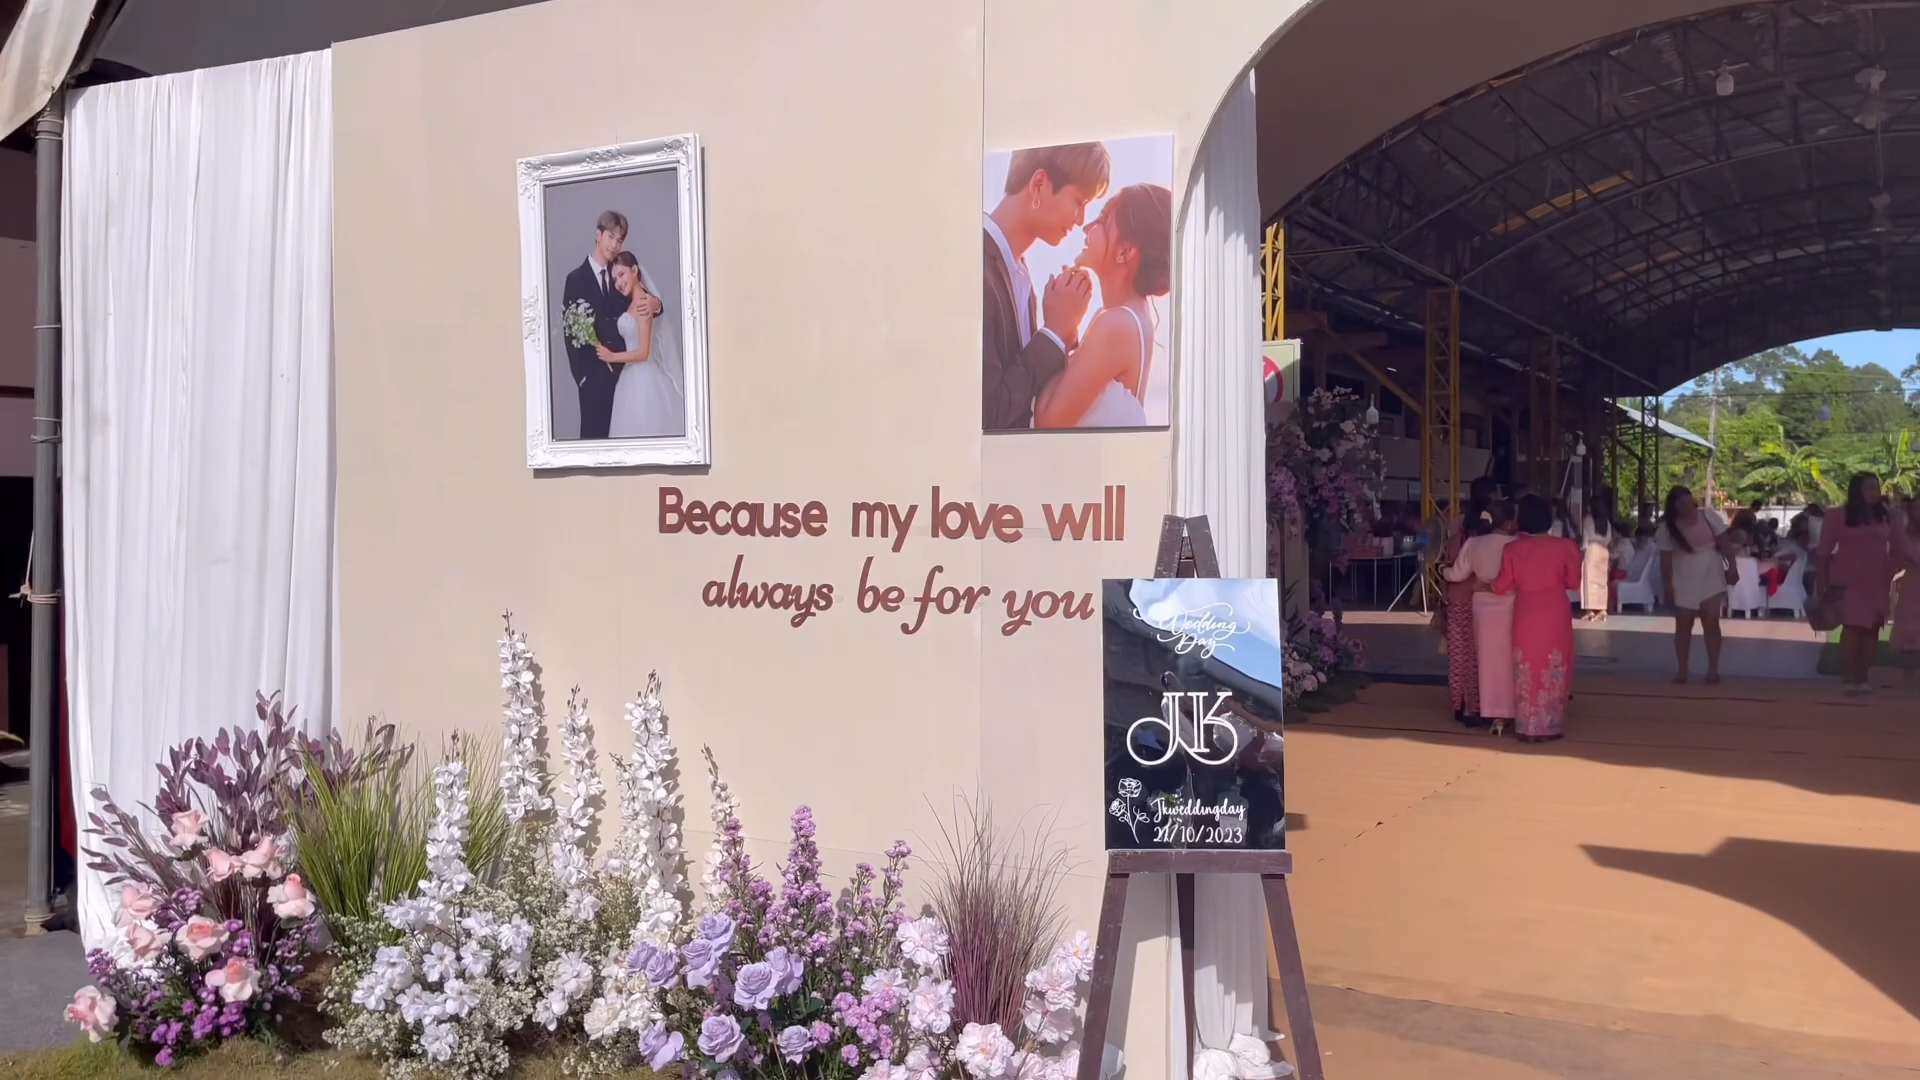 Because my love will
always be for you
Wedding
Day
JK
Jkweddingday
21/10/2023